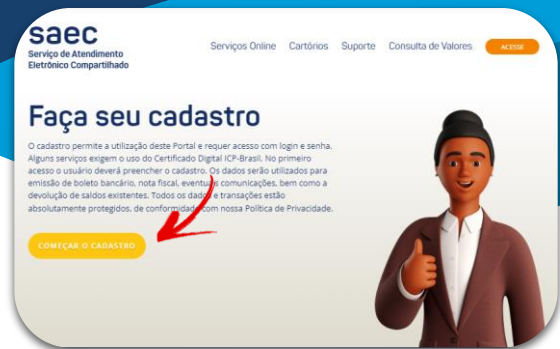 saec
Serviço de Atendimento
Eletrônico Compartilhado
Serviços Online Cartórios Suporte Consulta de Valores ACESSE
Faça seu cadastro
O cadastro permite a utilização deste Portal e requer acesso com login e senha.
Alguns serviços exigem o uso do Certificado Digital ICP-Brasil. No primeiro
acesso o usuário deverá preencher o cadastro. Os dados serão utilizados para
emissão de boleto bancário, nota fiscal, eventuais comunicações, bem como a
devolução de saldos existentes. Todos os dados e transações estão
absolutamente protegidos, de conformidade com nossa Política de Privacidade.
COMEÇAR O CADASTRO